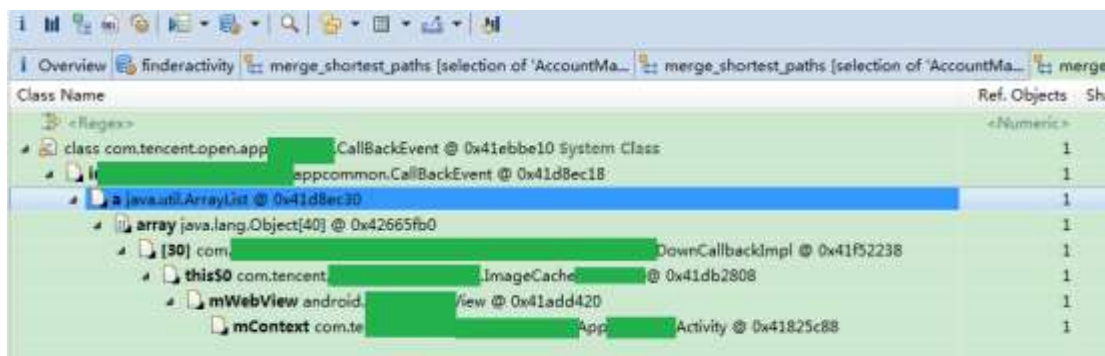 Overview finderactivity merge_shortest_paths [selection of 'AccountMa... merge_shortest_paths [selection of 'AccountMa... merge
Class Name Ref. Objects Sh
<Regex> <Numeric>
class com.tencent.open.app .CallBackEvent @ 0x41ebbe10 System Class 1
appcommon.CallBackEvent @ 0x41d8ec18 1
a java.util.ArrayList @ 0x41d8ec30 1
array java.lang.Object[40] @ 0x42665fb0 1
[30] com. DownCallbackImpl @ 0x41f52238 1
this$0 com.tencent. .ImageCache @ 0x41db2808 1
mWebView android. View @ 0x41add420 1
mContext com.te App Activity @ 0x41825c88 1